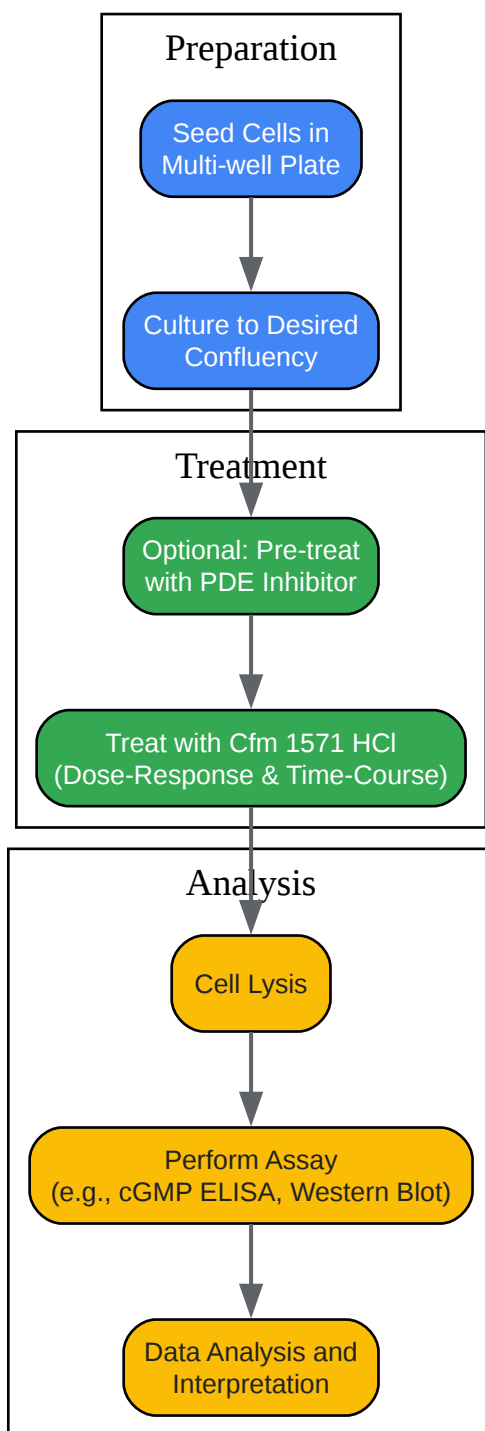 Preparation
Seed Cells in
Multi-well Plate
Culture to Desired
Confluency
Treatment
Optional: Pre-treat
with PDE Inhibitor
Treat with Cfm 1571 HCl
(Dose-Response & Time-Course)
Analysis
Cell Lysis
Perform Assay
(e.g., cGMP ELISA, Western Blot)
Data Analysis and
Interpretation